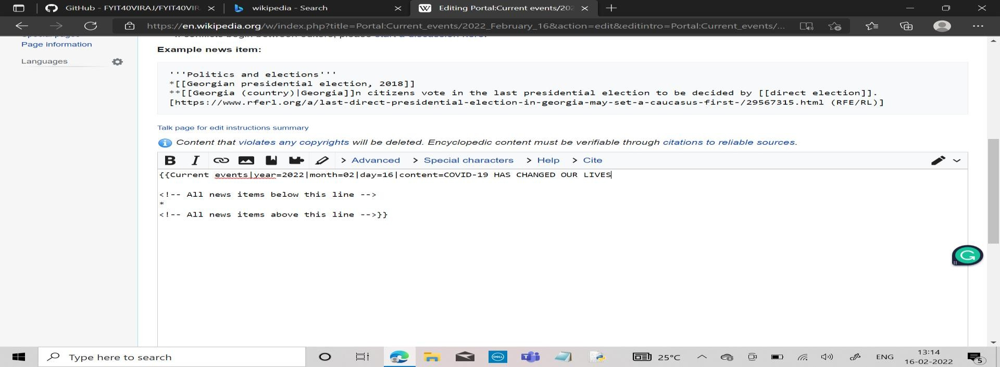 GitHub - FYIT40VIRAJ/FYIT40VIR
wikipedia - Search
Editing Portal:Current events/202
https://en.wikipedia.org/w/index.php?title=Portal:Current_events/2022_February_16&action=edit&editintro=Portal:Current_events/...
Page information
Languages
Example news item:
'''Politics and elections'''
*[[Georgian presidential election, 2018]]
**[[Georgia (country)|Georgia]]n citizens vote in the last presidential election to be decided by [[direct election]].
[https://www.rferl.org/a/last-direct-presidential-election-in-georgia-may-set-a-caucasus-first-/29567315.html (RFE/RL)]
Talk page for edit instructions summary
Content that violates any copyrights will be deleted. Encyclopedic content must be verifiable through citations to reliable sources.
B I > Advanced > Special characters > Help > Cite
{{Current events|year=2022|month=02|day=16|content=COVID-19 HAS CHANGED OUR LIVES
<!-- All news items below this line -->
*
<!-- All news items above this line -->}}
Type here to search
DELL
25°C
ENG
13:14
16-02-2022
5